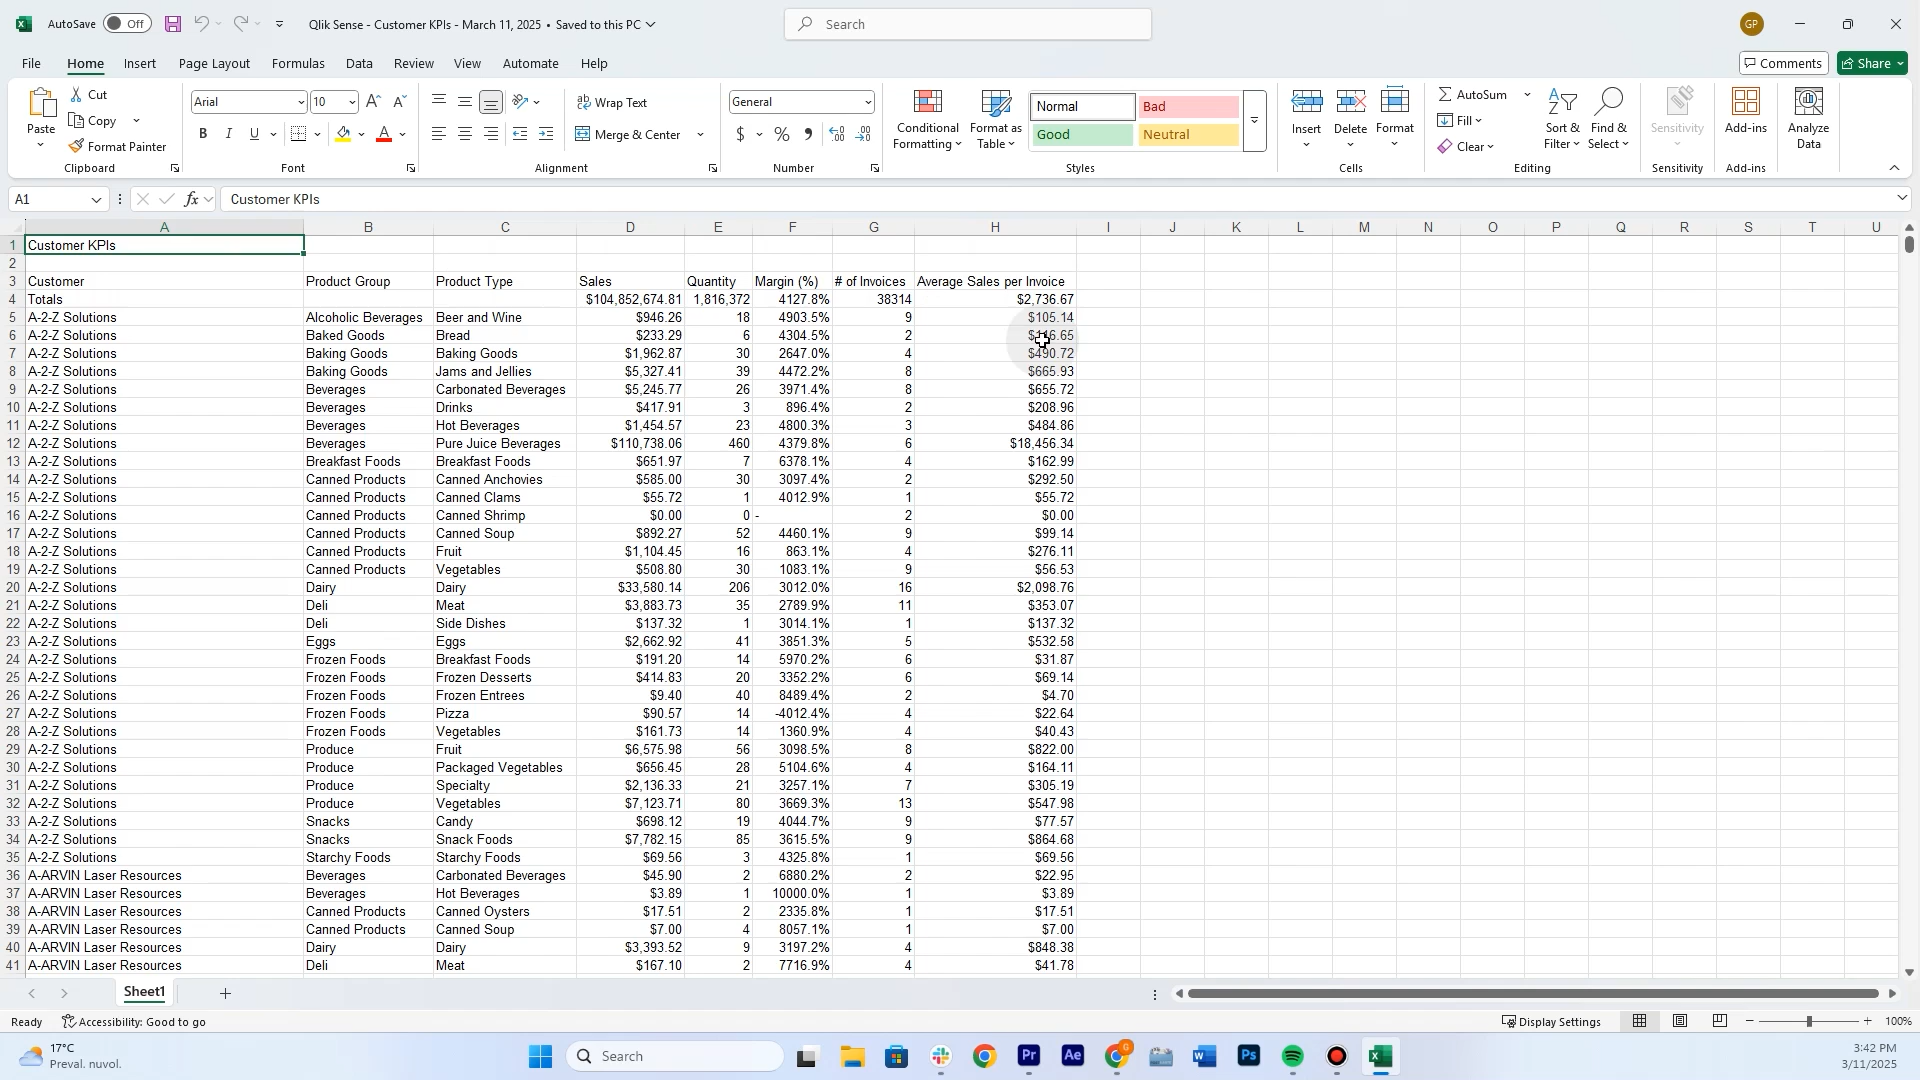 AutoSave Off Qlik Sense - Customer KPIs - March 11, 2025 • Saved to this PC Search GP
File Home Insert Page Layout Formulas Data Review View Automate Help Comments Share
Paste Cut Copy Format Painter Clipboard
Arial 10 B I U A Font
Wrap Text Merge & Center Alignment
General $ % Number
Conditional Formatting Format as Table Normal Bad Good Neutral Styles
Insert Delete Format Cells
AutoSum Fill Clear Sort & Filter Find & Select Editing
Sensitivity Sensitivity Add-ins Add-ins Analyze Data
A1 fx Customer KPIs
A B C D E F G H I J K L M N O P Q R S T U
1 Customer KPIs
2
3 Customer Product Group Product Type Sales Quantity Margin (%) # of Invoices Average Sales per Invoice
4 Totals $104,852,674.81 1,816,372 4127.8% 38314 $2,736.67
5 A-2-Z Solutions Alcoholic Beverages Beer and Wine $946.26 18 4903.5% 9 $105.14
6 A-2-Z Solutions Baked Goods Bread $233.29 6 4304.5% 2 $116.65
7 A-2-Z Solutions Baking Goods Baking Goods $1,962.87 30 2647.0% 4 $490.72
8 A-2-Z Solutions Baking Goods Jams and Jellies $5,327.41 39 4472.2% 8 $665.93
9 A-2-Z Solutions Beverages Carbonated Beverages $5,245.77 26 3971.4% 8 $655.72
10 A-2-Z Solutions Beverages Drinks $417.91 3 896.4% 2 $208.96
11 A-2-Z Solutions Beverages Hot Beverages $1,454.57 23 4800.3% 3 $484.86
12 A-2-Z Solutions Beverages Pure Juice Beverages $110,738.06 460 4379.8% 6 $18,456.34
13 A-2-Z Solutions Breakfast Foods Breakfast Foods $651.97 7 6378.1% 4 $162.99
14 A-2-Z Solutions Canned Products Canned Anchovies $585.00 30 3097.4% 2 $292.50
15 A-2-Z Solutions Canned Products Canned Clams $55.72 1 4012.9% 1 $55.72
16 A-2-Z Solutions Canned Products Canned Shrimp $0.00 0 - 2 $0.00
17 A-2-Z Solutions Canned Products Canned Soup $892.27 52 4460.1% 9 $99.14
18 A-2-Z Solutions Canned Products Fruit $1,104.45 16 863.1% 4 $276.11
19 A-2-Z Solutions Canned Products Vegetables $508.80 30 1083.1% 9 $56.53
20 A-2-Z Solutions Dairy Dairy $33,580.14 206 3012.0% 16 $2,098.76
21 A-2-Z Solutions Deli Meat $3,883.73 35 2789.9% 11 $353.07
22 A-2-Z Solutions Deli Side Dishes $137.32 1 3014.1% 1 $137.32
23 A-2-Z Solutions Eggs Eggs $2,662.92 41 3851.3% 5 $532.58
24 A-2-Z Solutions Frozen Foods Breakfast Foods $191.20 14 5970.2% 6 $31.87
25 A-2-Z Solutions Frozen Foods Frozen Desserts $414.83 20 3352.2% 6 $69.14
26 A-2-Z Solutions Frozen Foods Frozen Entrees $9.40 40 8489.4% 2 $4.70
27 A-2-Z Solutions Frozen Foods Pizza $90.57 14 -4012.4% 4 $22.64
28 A-2-Z Solutions Frozen Foods Vegetables $161.73 14 1360.9% 4 $40.43
29 A-2-Z Solutions Produce Fruit $6,575.98 56 3098.5% 8 $822.00
30 A-2-Z Solutions Produce Packaged Vegetables $656.45 28 5104.6% 4 $164.11
31 A-2-Z Solutions Produce Specialty $2,136.33 21 3257.1% 7 $305.19
32 A-2-Z Solutions Produce Vegetables $7,123.71 80 3669.3% 13 $547.98
33 A-2-Z Solutions Snacks Candy $698.12 19 4044.7% 9 $77.57
34 A-2-Z Solutions Snacks Snack Foods $7,782.15 85 3615.5% 9 $864.68
35 A-2-Z Solutions Starchy Foods Starchy Foods $69.56 3 4325.8% 1 $69.56
36 A-ARVIN Laser Resources Beverages Carbonated Beverages $45.90 2 6880.2% 2 $22.95
37 A-ARVIN Laser Resources Beverages Hot Beverages $3.89 1 10000.0% 1 $3.89
38 A-ARVIN Laser Resources Canned Products Canned Oysters $17.51 2 2335.8% 1 $17.51
39 A-ARVIN Laser Resources Canned Products Canned Soup $7.00 4 8057.1% 1 $7.00
40 A-ARVIN Laser Resources Dairy Dairy $3,393.52 9 3197.2% 4 $848.38
41 A-ARVIN Laser Resources Deli Meat $167.10 2 7716.9% 4 $41.78
Sheet1
Ready Accessibility: Good to go Display Settings 100%
17°C Preval. nuvol. Search Pr Ae G W Ps 3:42 PM 3/11/2025